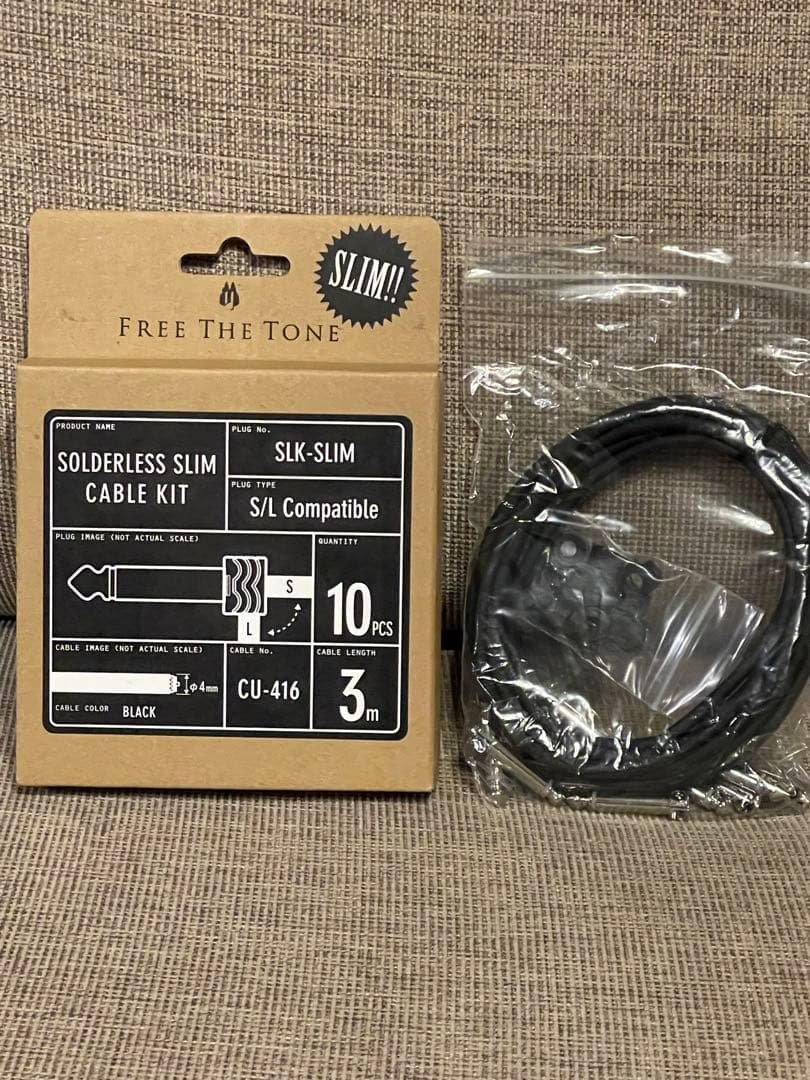 SLIM!!
FREE THE TONE
PRODUCT NAME
SOLDERLESS SLIM
CABLE KIT
PLUG No.
SLK-SLIM
PLUG TYPE
S/L Compatible
PLUG IMAGE (NOT ACTUAL SCALE)
S
L
QUANTITY
10PCS
CABLE IMAGE (NOT ACTUAL SCALE)
φ4mm
CABLE COLOR BLACK
CABLE No.
CU-416
CABLE LENGTH
3m